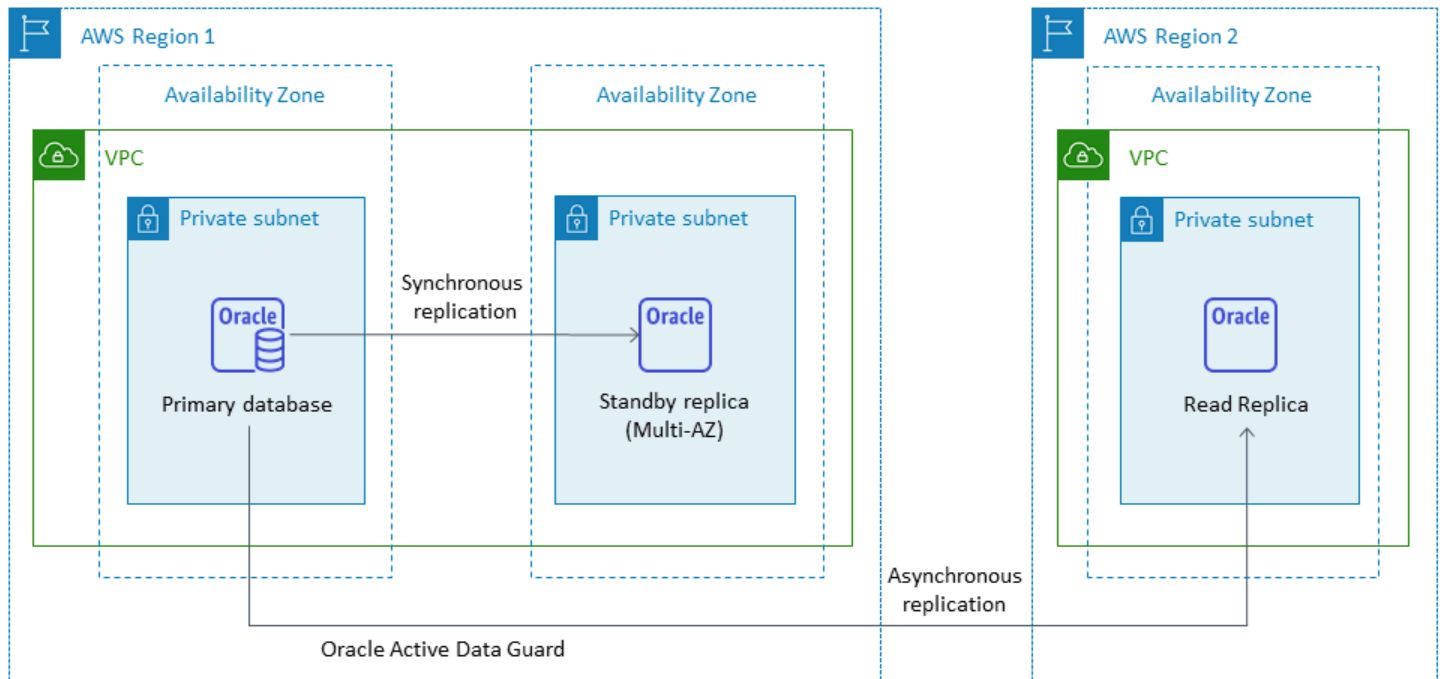 AWS Region 1
AWS Region 2
Availability Zone
Availability Zone
Availability Zone
VPC
VPC
Private subnet
Private subnet
Private subnet
Synchronous
replication
Oracle
Oracle
Oracle
Primary database
Standby replica
(Multi-AZ)
Read Replica
Asynchronous
replication
Oracle Active Data Guard